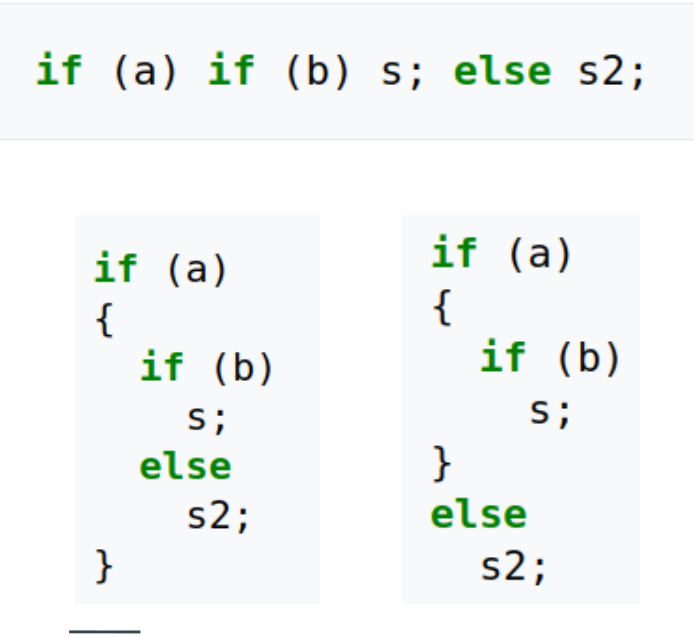 if (a) if (b) s; else s2;
if (a)
{
  if (b)
    s;
  else
    s2;
}
if (a)
{
  if (b)
    s;
}
else
  s2;